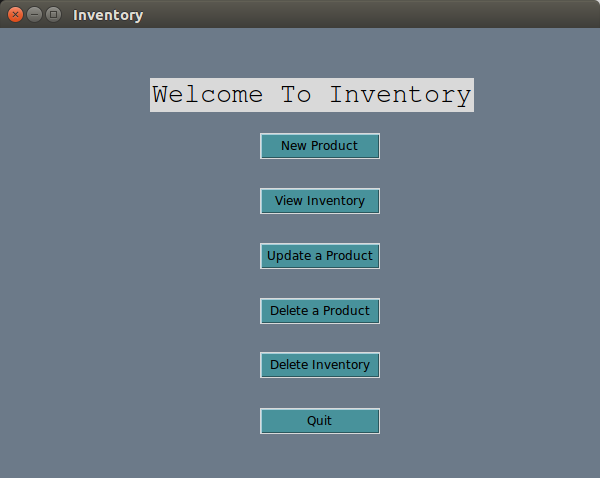 Inventory
Welcome To Inventory
New Product
View Inventory
Update a Product
Delete a Product
Delete Inventory
Quit